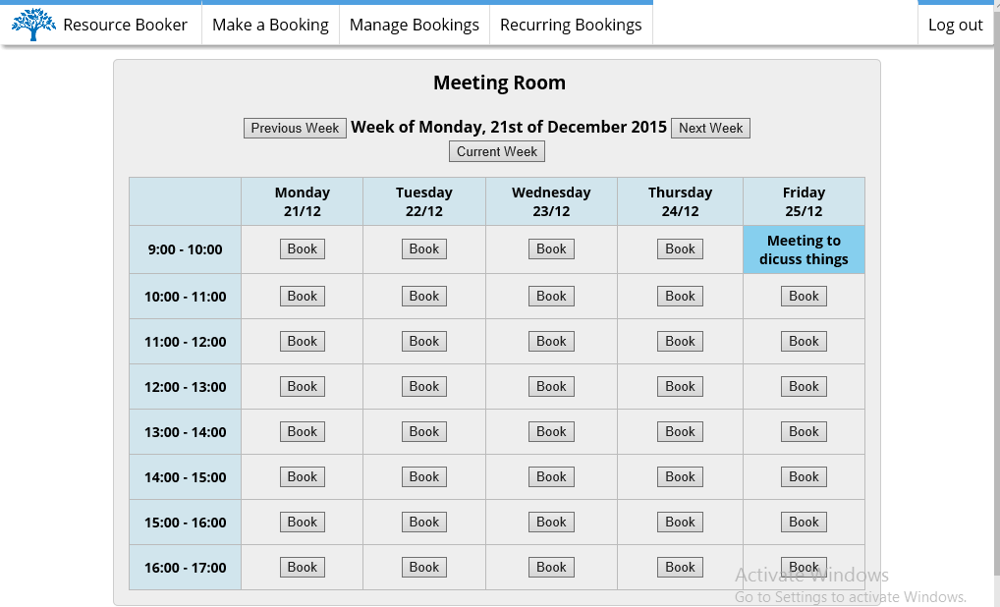 Resource Booker Make a Booking Manage Bookings Recurring Bookings Log out
Meeting Room
Previous Week Week of Monday, 21st of December 2015 Next Week
Current Week
Monday Tuesday Wednesday Thursday Friday
21/12 22/12 23/12 24/12 25/12
9:00 - 10:00 Book Book Book Book Meeting to
dicuss things
10:00 - 11:00 Book Book Book Book Book
11:00 - 12:00 Book Book Book Book Book
12:00 - 13:00 Book Book Book Book Book
13:00 - 14:00 Book Book Book Book Book
14:00 - 15:00 Book Book Book Book Book
15:00 - 16:00 Book Book Book Book Book
16:00 - 17:00 Book Book Book Book Book
Activate Windows
Go to Settings to activate Windows.